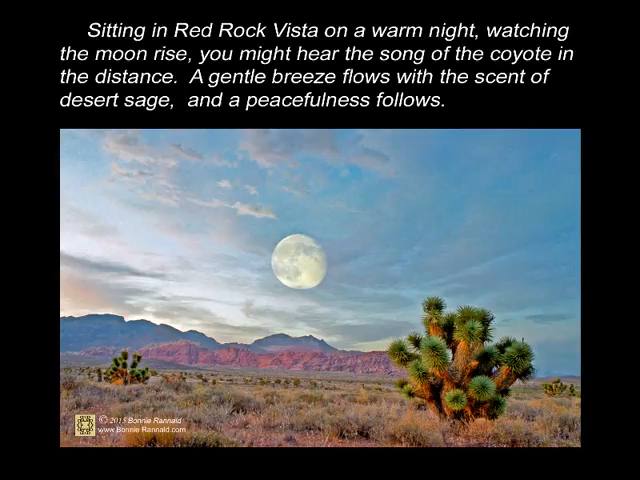 Sitting in Red Rock Vista on a warm night, watching
the moon rise, you might hear the song of the coyote in
the distance.  A gentle breeze flows with the scent of
desert sage,  and a peacefulness follows.
© 2015 Bonnie Rannald
www.Bonnie Rannald.com